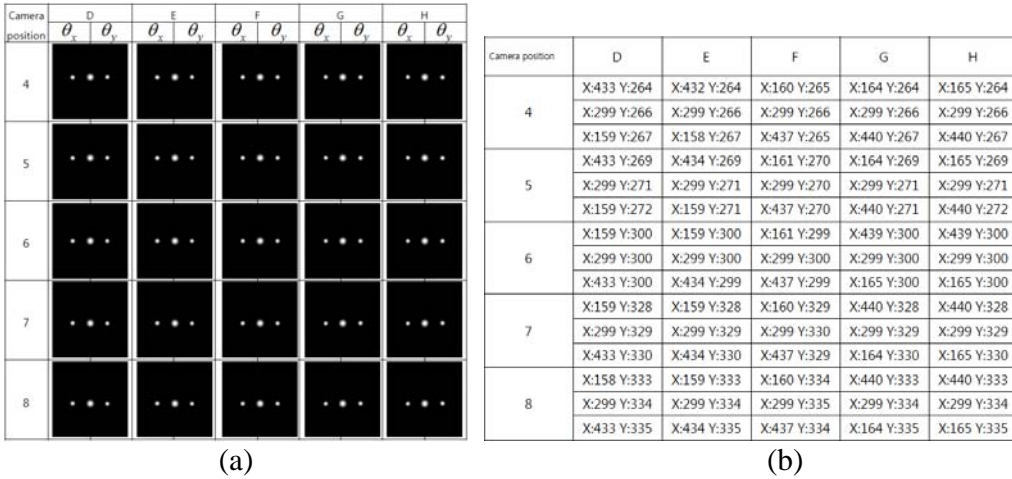 Camera position D E F G H
θx θy θx θy θx θy θx θy θx θy
4
5
6
7
8
(a)
Camera position D E F G H
X:433 Y:264 X:432 Y:264 X:160 Y:265 X:164 Y:264 X:165 Y:264
4 X:299 Y:266 X:299 Y:266 X:299 Y:266 X:299 Y:266 X:299 Y:266
X:159 Y:267 X:158 Y:267 X:437 Y:265 X:440 Y:267 X:440 Y:267
X:433 Y:269 X:434 Y:269 X:161 Y:270 X:164 Y:269 X:165 Y:269
5 X:299 Y:271 X:299 Y:271 X:299 Y:270 X:299 Y:271 X:299 Y:271
X:159 Y:272 X:159 Y:271 X:437 Y:270 X:440 Y:271 X:440 Y:272
X:159 Y:300 X:159 Y:300 X:161 Y:299 X:439 Y:300 X:439 Y:300
6 X:299 Y:300 X:299 Y:300 X:299 Y:300 X:299 Y:300 X:299 Y:300
X:433 Y:300 X:434 Y:299 X:437 Y:299 X:165 Y:300 X:165 Y:300
X:159 Y:328 X:159 Y:328 X:160 Y:329 X:440 Y:328 X:440 Y:328
7 X:299 Y:329 X:299 Y:329 X:299 Y:330 X:299 Y:329 X:299 Y:329
X:433 Y:330 X:434 Y:330 X:437 Y:329 X:164 Y:330 X:165 Y:330
X:158 Y:333 X:159 Y:333 X:160 Y:334 X:440 Y:333 X:440 Y:333
8 X:299 Y:334 X:299 Y:334 X:299 Y:335 X:299 Y:334 X:299 Y:334
X:433 Y:335 X:434 Y:335 X:437 Y:334 X:164 Y:335 X:165 Y:335
(b)